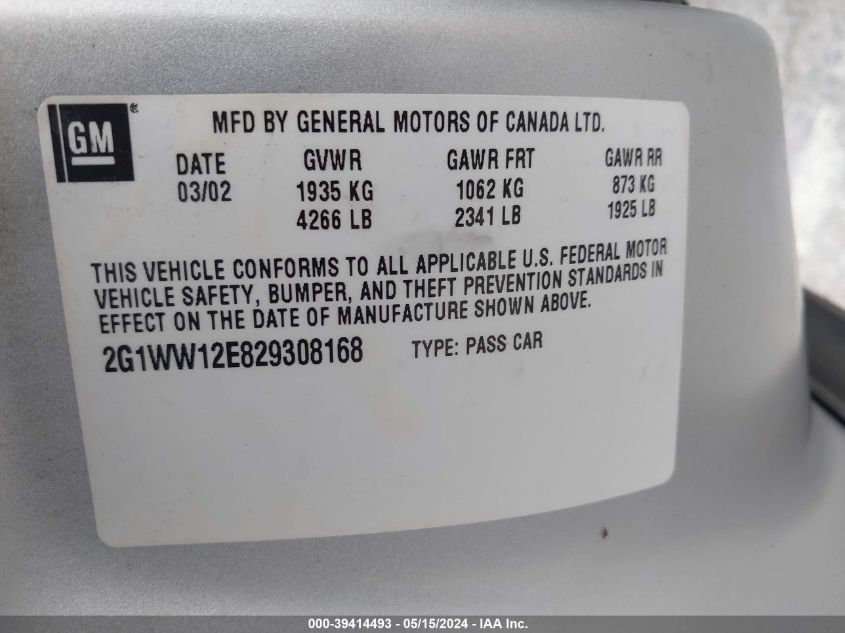 GM®
MFD BY GENERAL MOTORS OF CANADA LTD.
DATE GVWR GAWR FRT GAWR RR
03/02 1935 KG 1062 KG 873 KG
4266 LB 2341 LB 1925 LB
THIS VEHICLE CONFORMS TO ALL APPLICABLE U.S. FEDERAL MOTOR
VEHICLE SAFETY, BUMPER, AND THEFT PREVENTION STANDARDS IN
EFFECT ON THE DATE OF MANUFACTURE SHOWN ABOVE.
2G1WW12E829308168 TYPE: PASS CAR
000-39414493 - 05/15/2024 - IAA Inc.